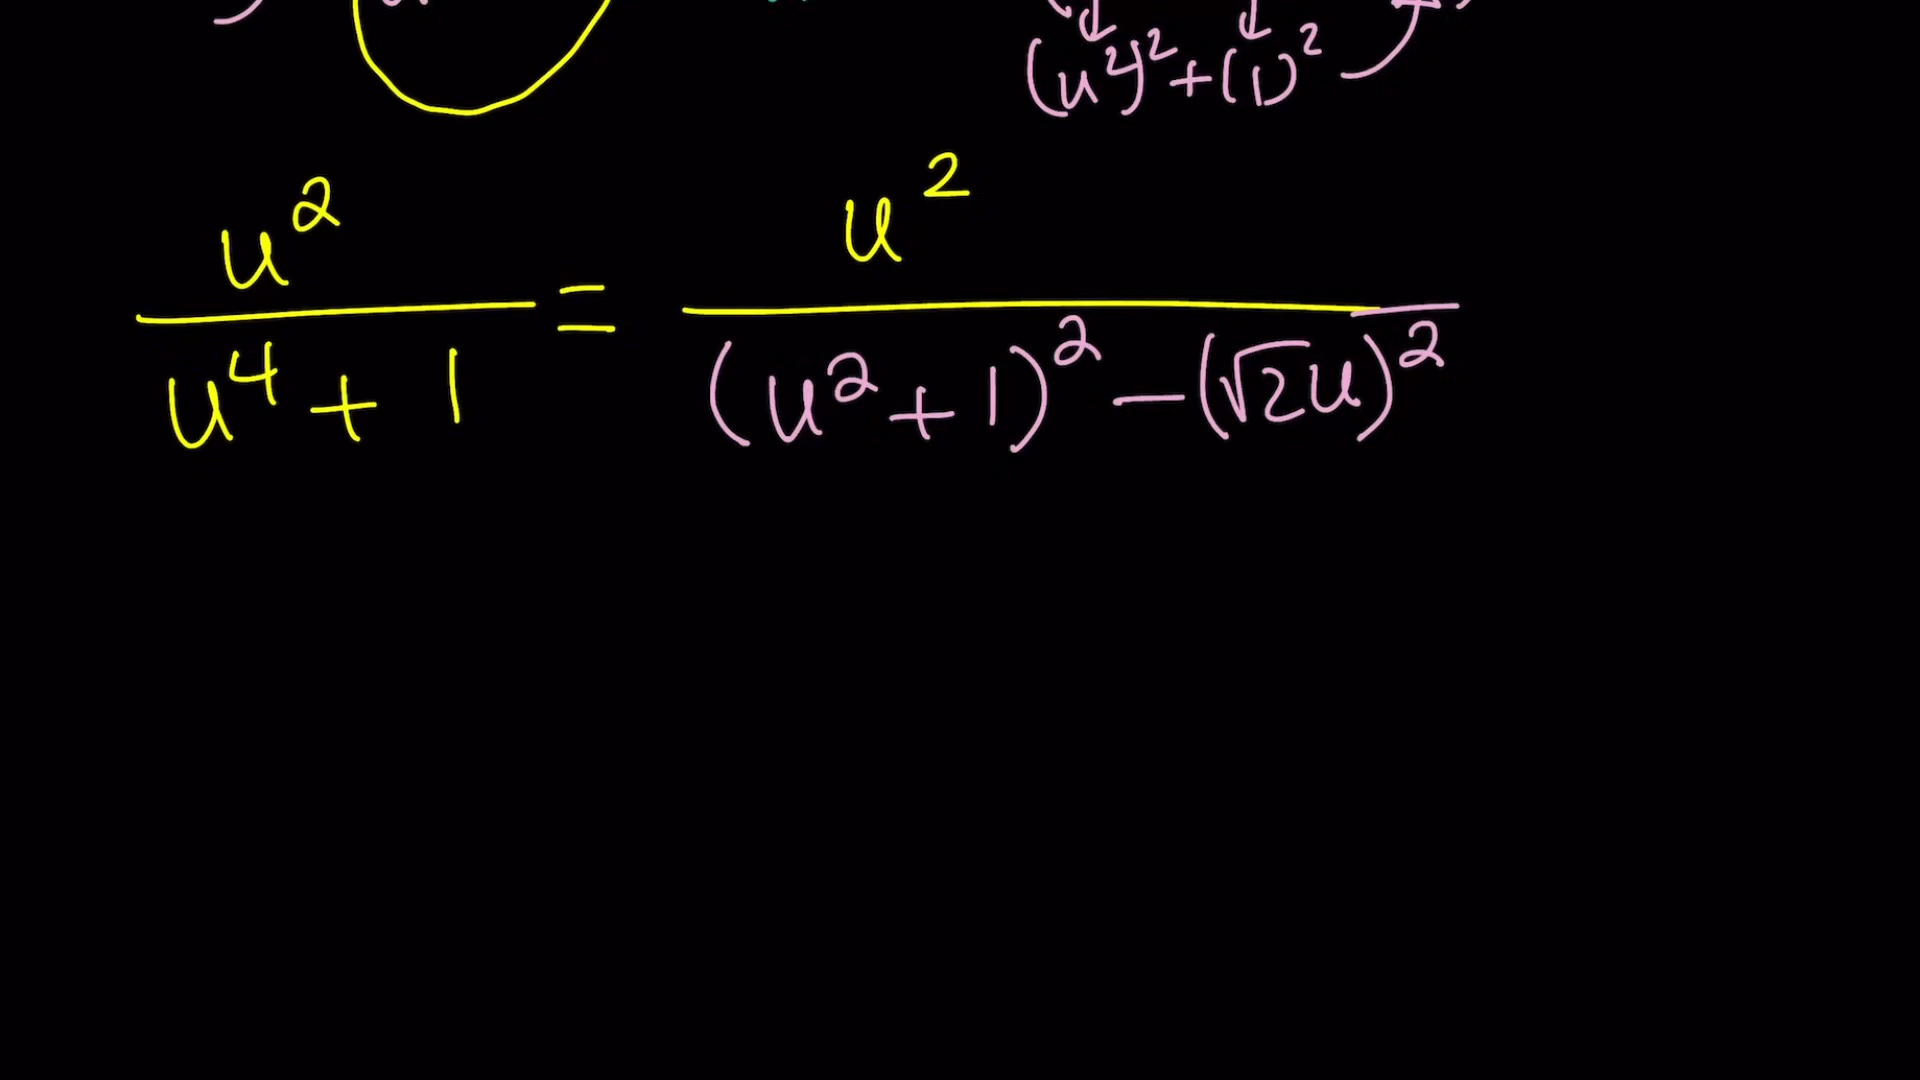 (u²)² + (1)²
u²/(u⁴ + 1) = u²/((u² + 1)² − (√2u)²)